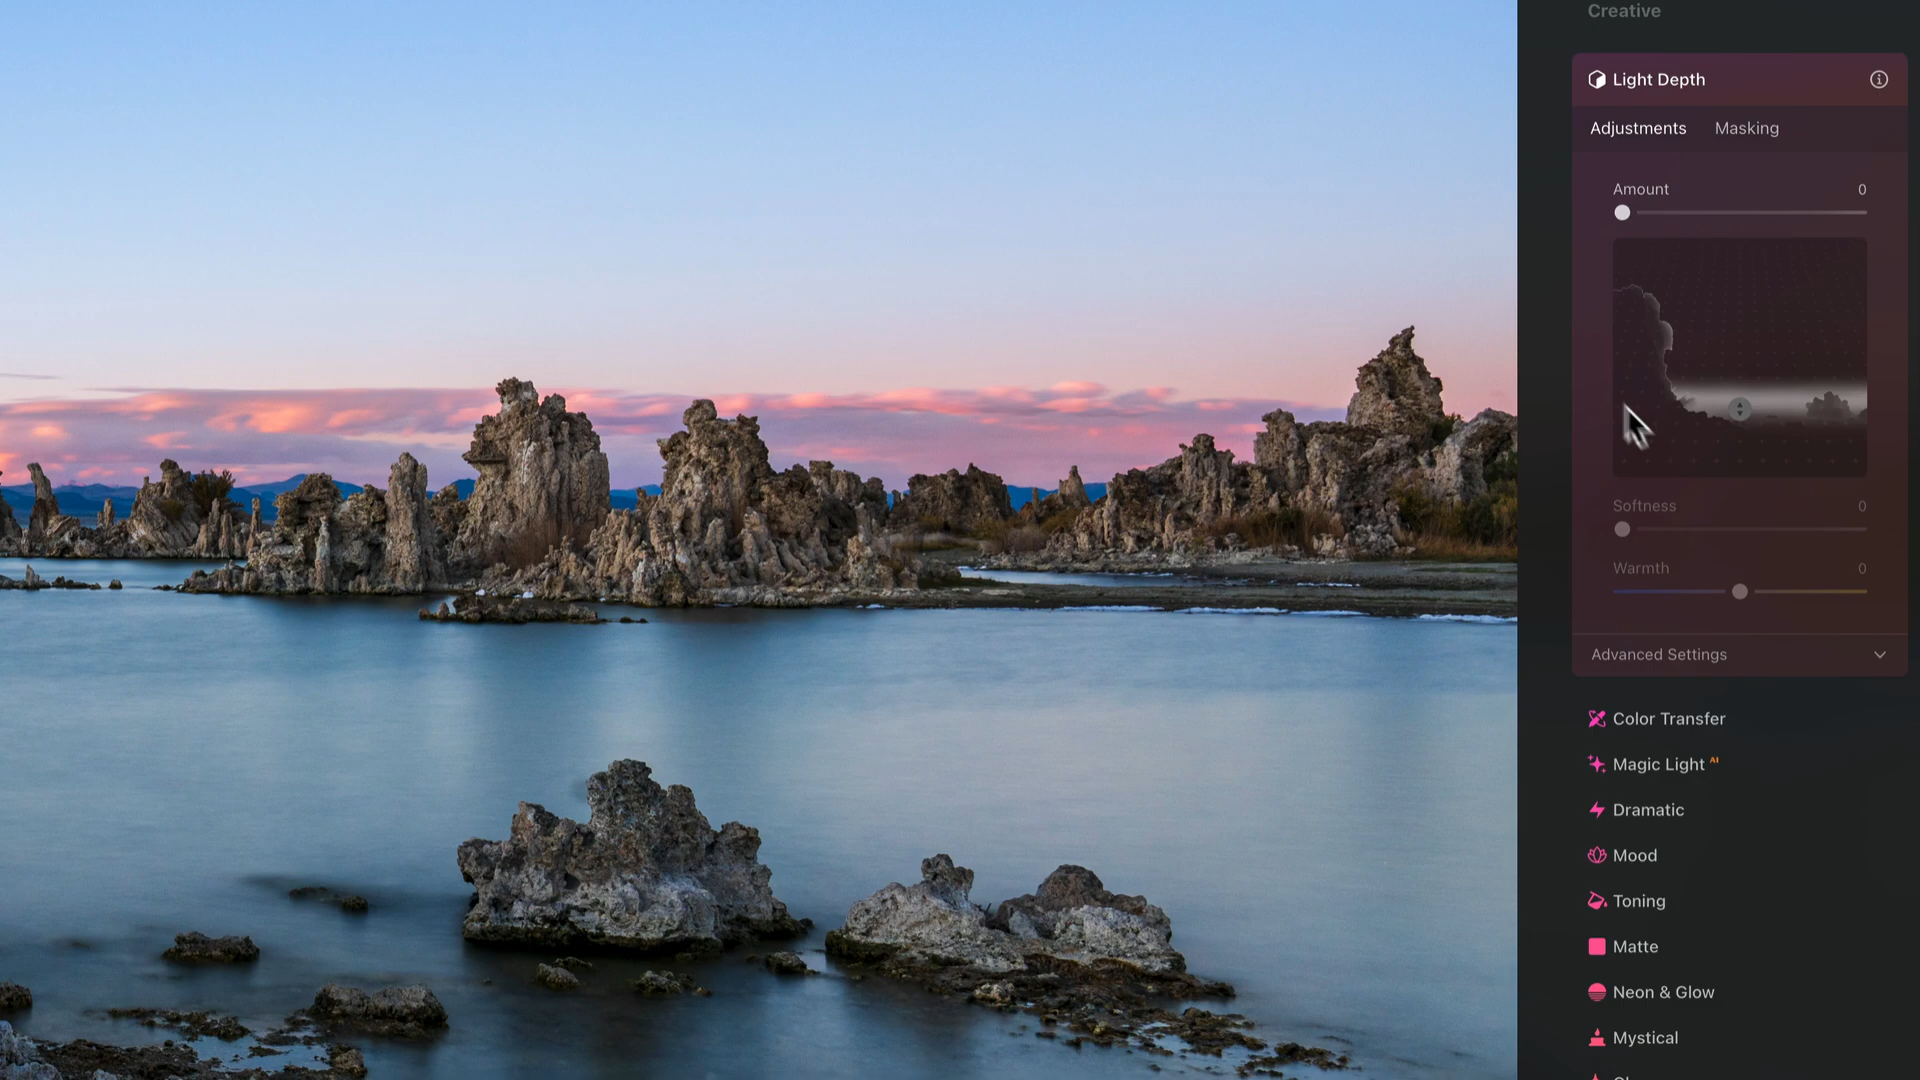 Creative
Light Depth
Adjustments Masking
Amount 0
Softness 0
Warmth 0
Advanced Settings
Color Transfer
Magic Light AI
Dramatic
Mood
Toning
Matte
Neon & Glow
Mystical